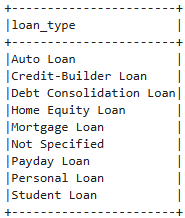 +-----------------------+
|loan_type              |
+-----------------------+
|Auto Loan              |
|Credit-Builder Loan    |
|Debt Consolidation Loan|
|Home Equity Loan       |
|Mortgage Loan          |
|Not Specified          |
|Payday Loan            |
|Personal Loan          |
|Student Loan           |
+-----------------------+